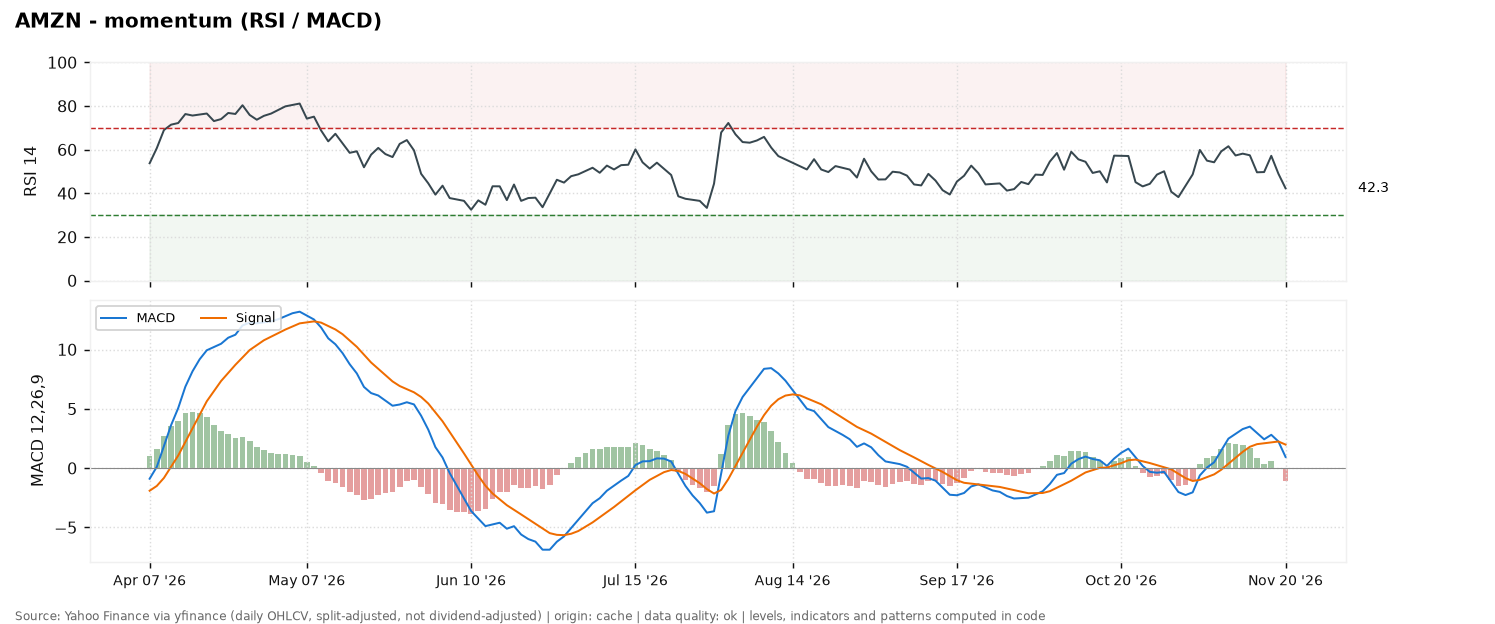 AMZN - momentum (RSI / MACD)
RSI 14
100
80
60
40
20
0
42.3
MACD 12,26,9
MACD
Signal
10
5
0
−5
Apr 07 '26
May 07 '26
Jun 10 '26
Jul 15 '26
Aug 14 '26
Sep 17 '26
Oct 20 '26
Nov 20 '26
Source: Yahoo Finance via yfinance (daily OHLCV, split-adjusted, not dividend-adjusted) | origin: cache | data quality: ok | levels, indicators and patterns computed in code